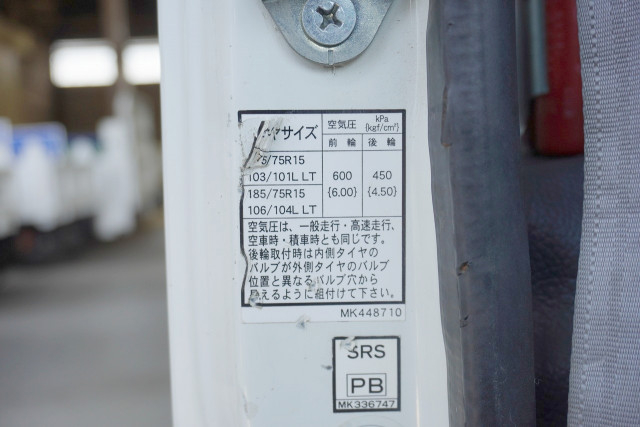 ヤサイズ 空気圧 kPa {kgf/cm²}
前輪 後輪
5/75R15
103/101L LT 600 450
185/75R15 {6.00} {4.50}
106/104L LT
空気圧は、一般走行・高速走行、
空車時・積車時とも同じです。
後輪取付時は内側タイヤの
バルブが外側タイヤのバルブ
位置と異なるバルブ穴から
見えるように組付けて下さい。
MK448710
SRS
PB
MK336747